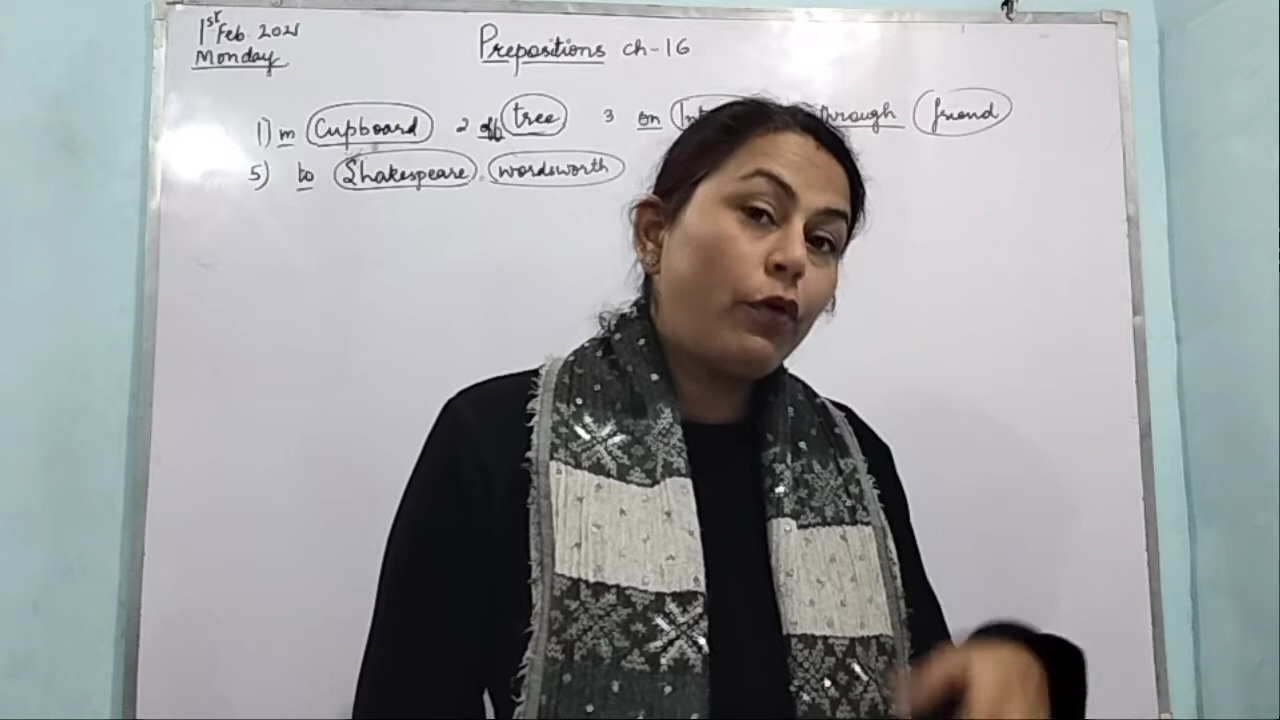 1st Feb. 2021
Monday
Prepositions ch-16
1) in Cupboard 2 off tree 3 on through friend
5) to Shakespeare, wordsworth